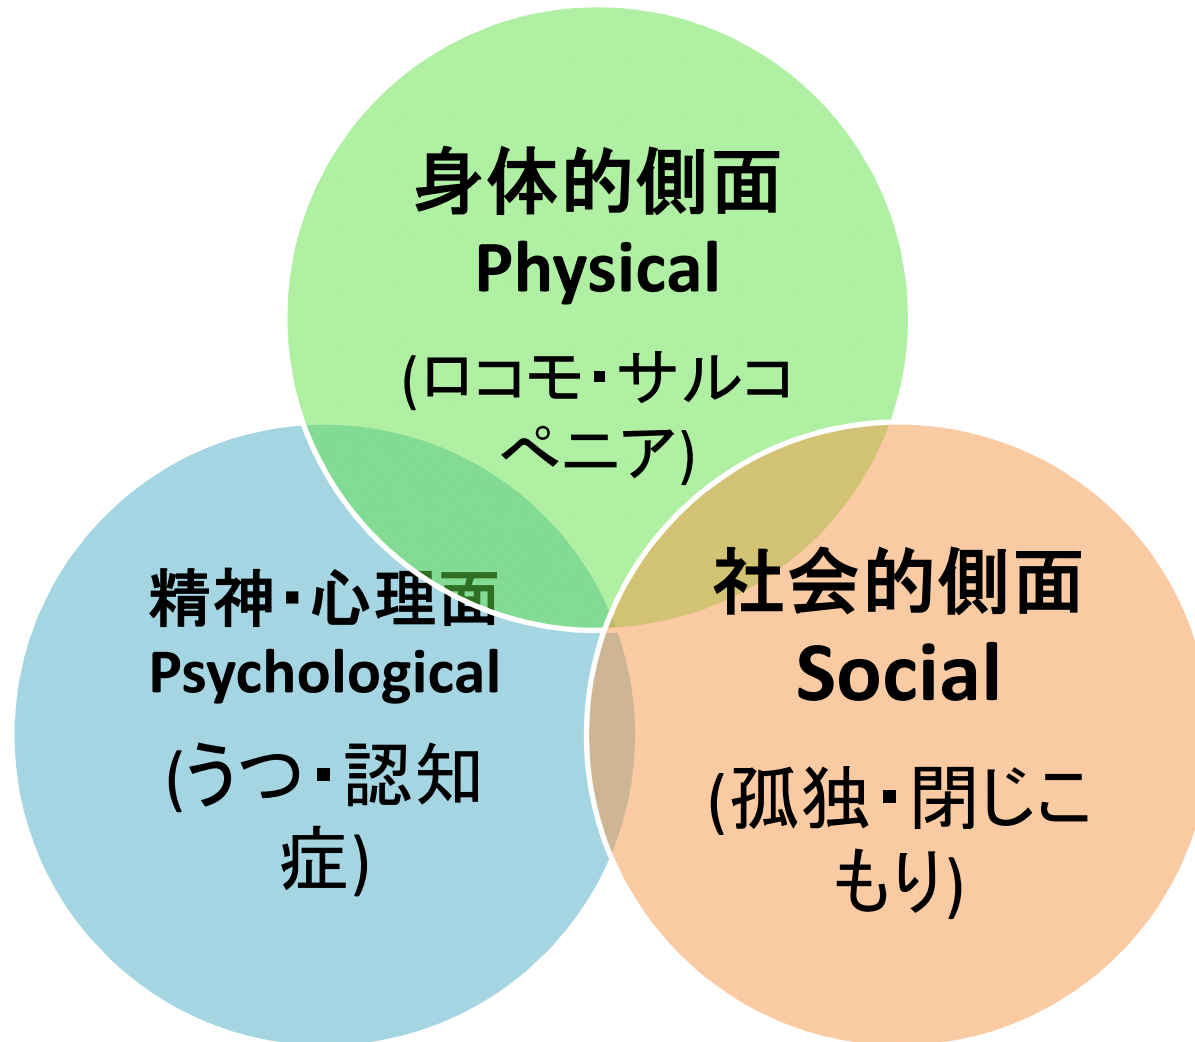 身体的側面
Physical
(ロコモ・サルコ
ペニア)
精神・心理面
Psychological
(うつ・認知
症)
社会的側面
Social
(孤独・閉じこ
もり)